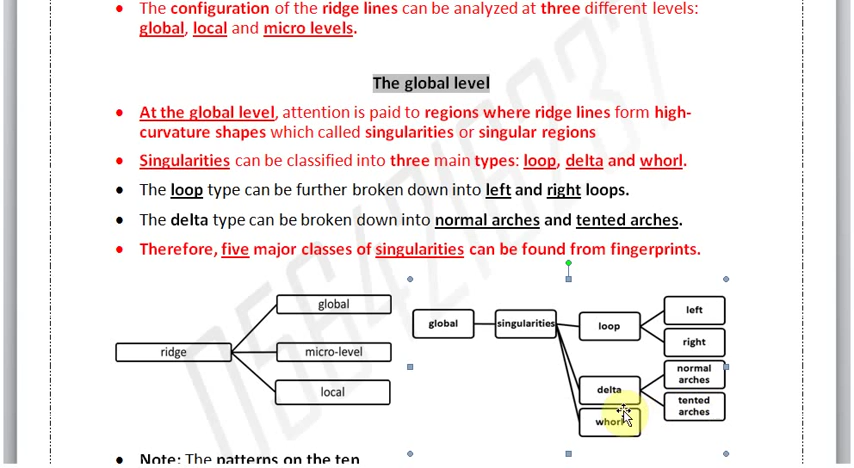 • The configuration of the ridge lines can be analyzed at three different levels:
global, local and micro levels.
The global level
• At the global level, attention is paid to regions where ridge lines form high-
curvature shapes which called singularities or singular regions
• Singularities can be classified into three main types: loop, delta and whorl.
• The loop type can be further broken down into left and right loops.
• The delta type can be broken down into normal arches and tented arches.
• Therefore, five major classes of singularities can be found from fingerprints.
ridge
global
micro-level
local
global
singularities
loop
left
right
delta
normal
arches
tented
arches
whorl
• Note: The patterns on the ten